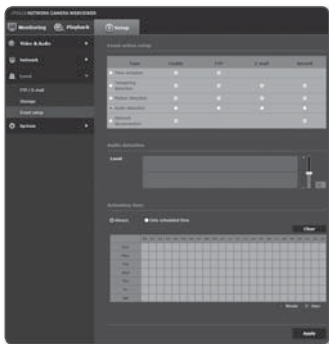 NETWORK CAMERA WEBVIEWER
Monitoring Playback Setup
Video & Audio
Network
Event
FTP / E-mail
Storage
Event setup
System
Event action setup
Type Enable FTP E-mail Record
Time schedule
Tampering detection
Motion detection
Audio detection
Network disconnection
Audio detection
Level
Activation time
Always Only scheduled time
Clear
Sun
Mon
Tue
Wed
Thu
Fri
Sat
Minute Hour
Apply